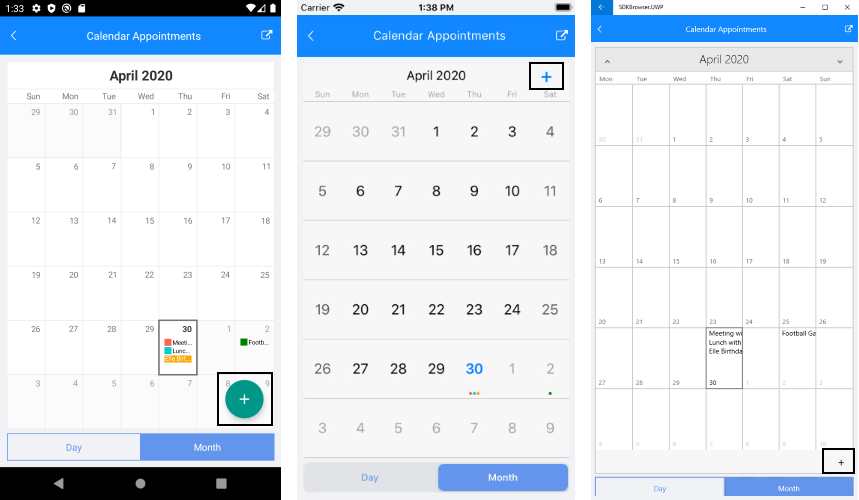 1:33
Calendar Appointments
April 2020
Sun Mon Tue Wed Thu Fri Sat
29 30 31 1 2 3 4
5 6 7 8 9 10 11
12 13 14 15 16 17 18
19 20 21 22 23 24 25
26 27 28 29 30 1 2
Meeti...
Lunc...
Elle Birt...
Footb...
3 4 5 6 7 8 9
+
Day Month
Carrier 1:38 PM
Calendar Appointments
April 2020 +
Sun Mon Tue Wed Thu Fri Sat
29 30 31 1 2 3 4
5 6 7 8 9 10 11
12 13 14 15 16 17 18
19 20 21 22 23 24 25
26 27 28 29 30 1 2
3 4 5 6 7 8 9
Day Month
SDKBrowser.UWP
Calendar Appointments
April 2020
Mon Tue Wed Thu Fri Sat Sun
30 31 1 2 3 4 5
6 7 8 9 10 11 12
13 14 15 16 17 18 19
20 21 22 23 24 25 26
Meeting wi
Lunch with
Elle Birthda
Football Ga
27 28 29 30 1 2 3
4 5 6 7 8 9 10
+
Day Month